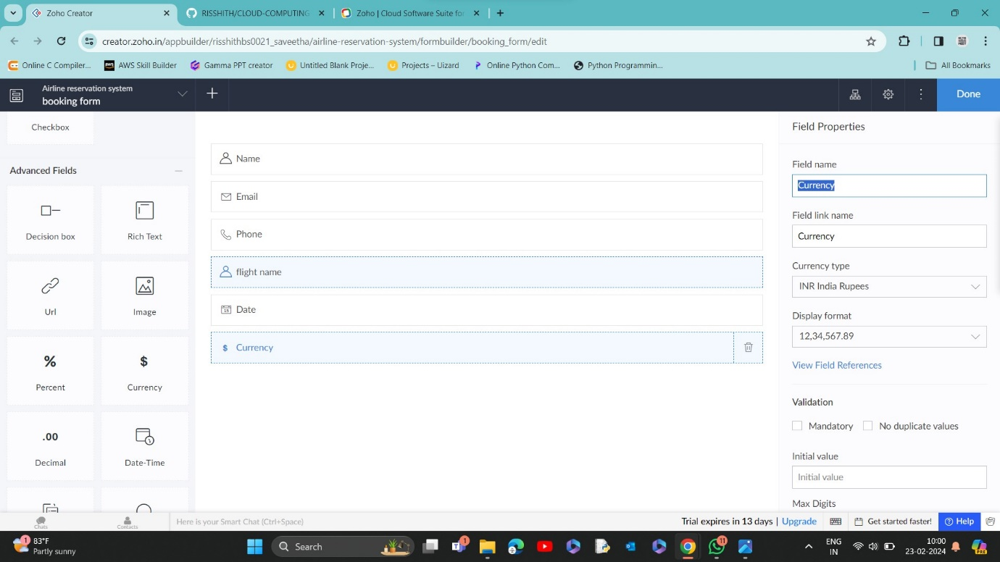 Zoho Creator
RISSHITH/CLOUD-COMPUTING
Zoho | Cloud Software Suite for
creator.zoho.in/appbuilder/risshithbs0021_saveetha/airline-reservation-system/formbuilder/booking_form/edit
Online C Compiler...
AWS Skill Builder
Gamma PPT creator
Untitled Blank Proje...
Projects – Uizard
Online Python Com...
Python Programmin...
All Bookmarks
Airline reservation system
booking form
Done
Checkbox
Advanced Fields
Decision box
Rich Text
Url
Image
%
Percent
$
Currency
.00
Decimal
Date-Time
Name
Email
Phone
flight name
Date
$ Currency
Field Properties
Field name
Currency
Field link name
Currency
Currency type
INR India Rupees
Display format
12,34,567.89
View Field References
Validation
Mandatory
No duplicate values
Initial value
Initial value
Max Digits
Chats
Contacts
Here is your Smart Chat (Ctrl+Space)
Trial expires in 13 days | Upgrade
Get started faster!
Help
1
83°F
Partly sunny
Search
1
11
ENG
IN
10:00
23-02-2024
PRE